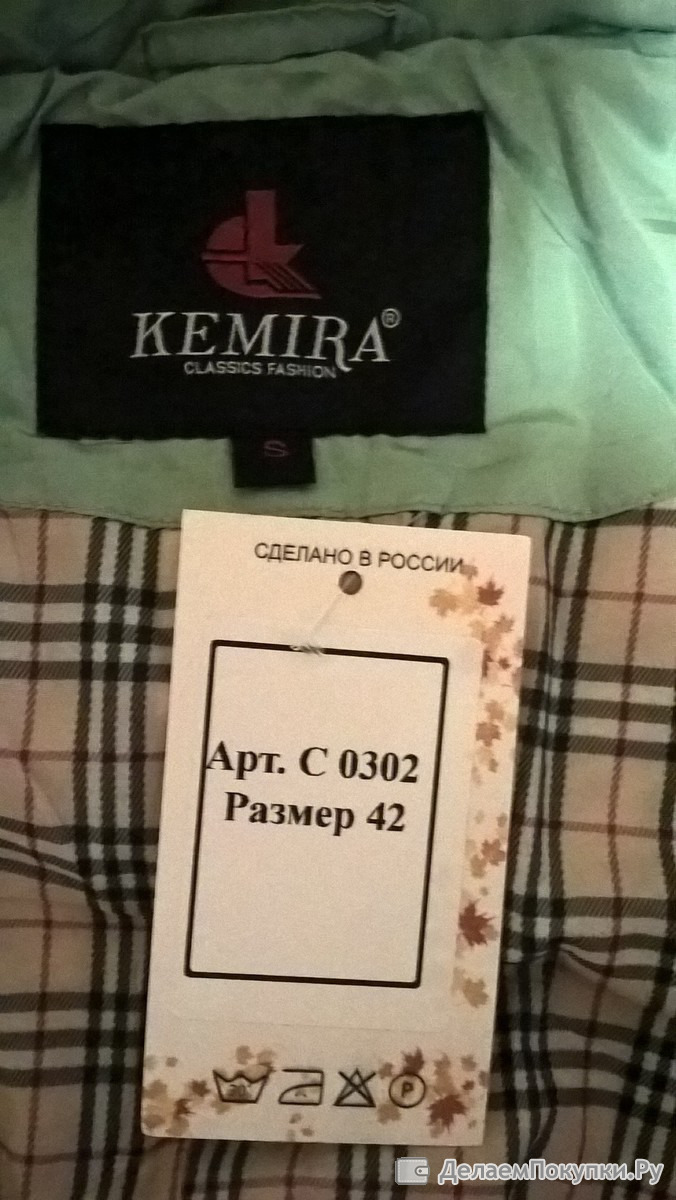 KEMIRA®
CLASSICS FASHION
S
СДЕЛАНО В РОССИИ
Арт. С 0302
Размер 42
30
P
ДелаемПокупки.Ру